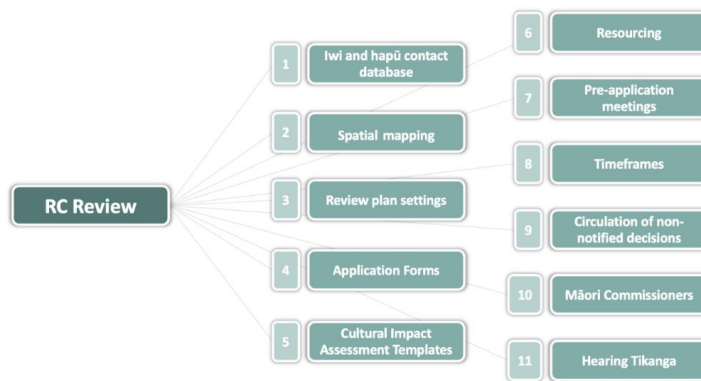 RC Review
1
Iwi and hapū contact
database
2
Spatial mapping
3
Review plan settings
4
Application Forms
5
Cultural Impact
Assessment Templates
6
Resourcing
7
Pre-application
meetings
8
Timeframes
9
Circulation of non-
notified decisions
10
Māori Commissioners
11
Hearing Tikanga